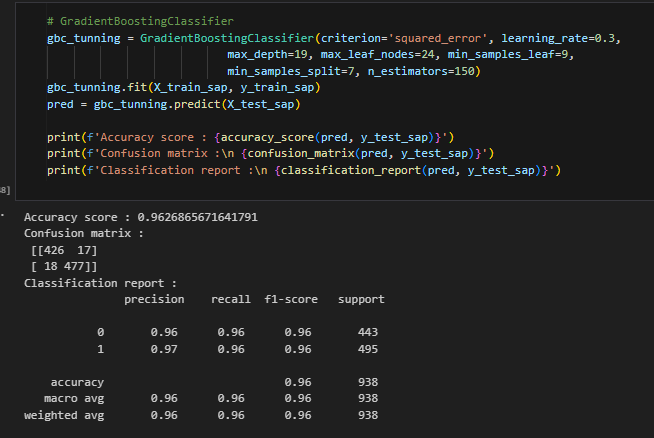 # GradientBoostingClassifier
gbc_tunning = GradientBoostingClassifier(criterion='squared_error', learning_rate=0.3,
max_depth=19, max_leaf_nodes=24, min_samples_leaf=9,
min_samples_split=7, n_estimators=150)
gbc_tunning.fit(X_train_sap, y_train_sap)
pred = gbc_tunning.predict(X_test_sap)

print(f'Accuracy score : {accuracy_score(pred, y_test_sap)}')
print(f'Confusion matrix :\n {confusion_matrix(pred, y_test_sap)}')
print(f'Classification report :\n {classification_report(pred, y_test_sap)}')
8]
Accuracy score : 0.9626865671641791
Confusion matrix :
[[426  17]
[ 18 477]]
Classification report :
precision    recall  f1-score   support

0       0.96      0.96      0.96       443
1       0.97      0.96      0.96       495

accuracy                           0.96       938
macro avg       0.96      0.96      0.96       938
weighted avg       0.96      0.96      0.96       938